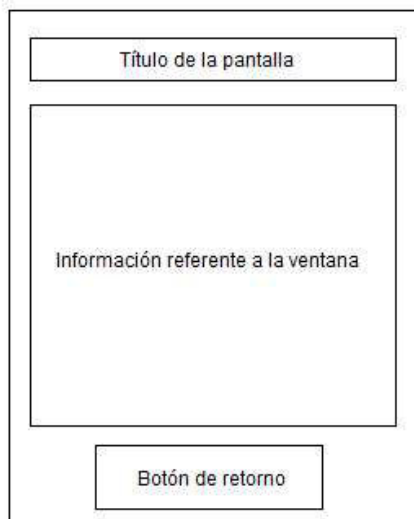 Título de la pantalla
Información referente a la ventana
Botón de retorno